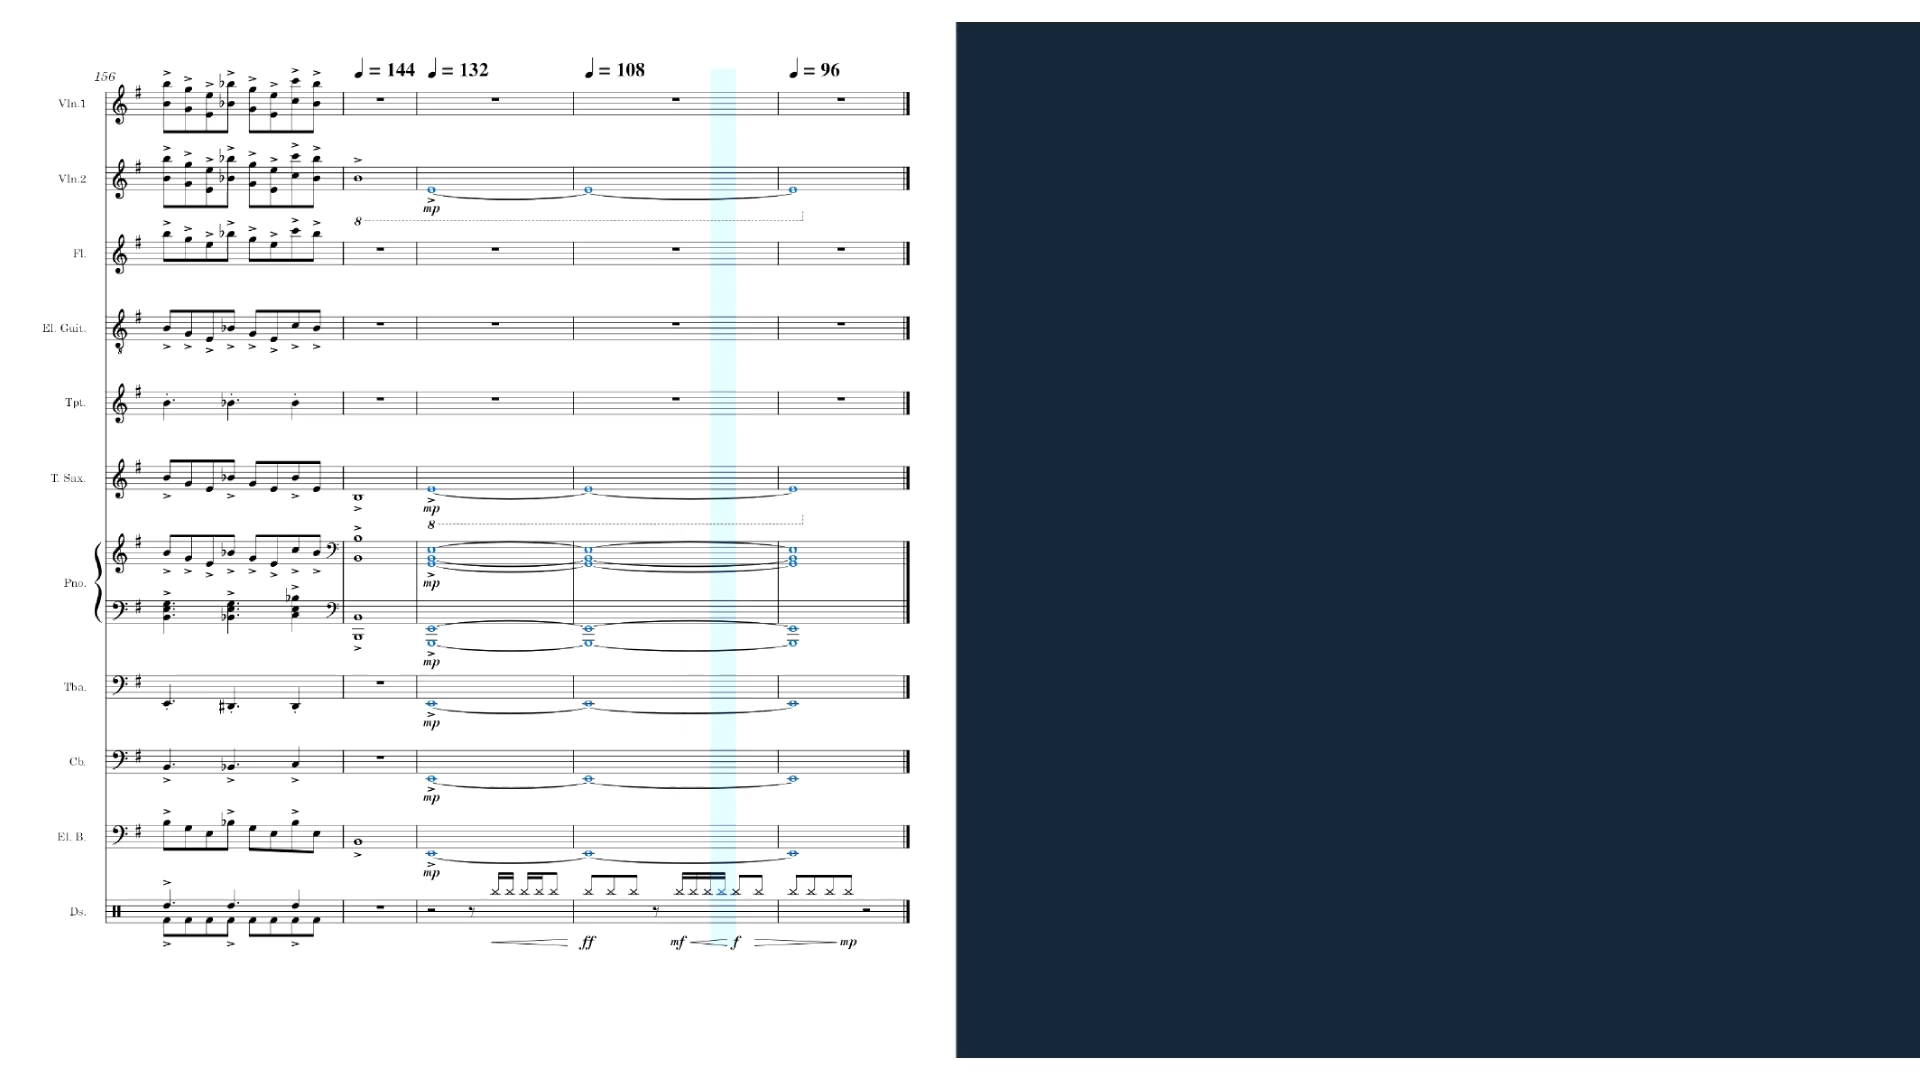 ♩ = 144 ♩ = 132 ♩ = 108 ♩ = 96
156
Vln.1
Vln.2
mp
8
Fl.
El. Guit.
8
Tpt.
T. Sax.
mp
8
Pno.
mp
mp
Tba.
mp
Cb.
mp
El. B.
mp
Ds.
ff mf f mp